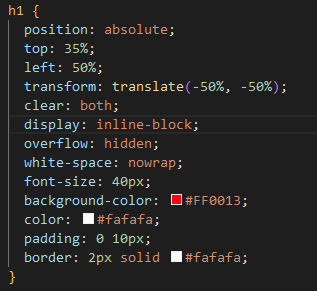 h1 {
position: absolute;
top: 35%;
left: 50%;
transform: translate(-50%, -50%);
clear: both;
display: inline-block;
overflow: hidden;
white-space: nowrap;
font-size: 40px;
background-color: #FF0013;
color: #fafafa;
padding: 0 10px;
border: 2px solid #fafafa;
}